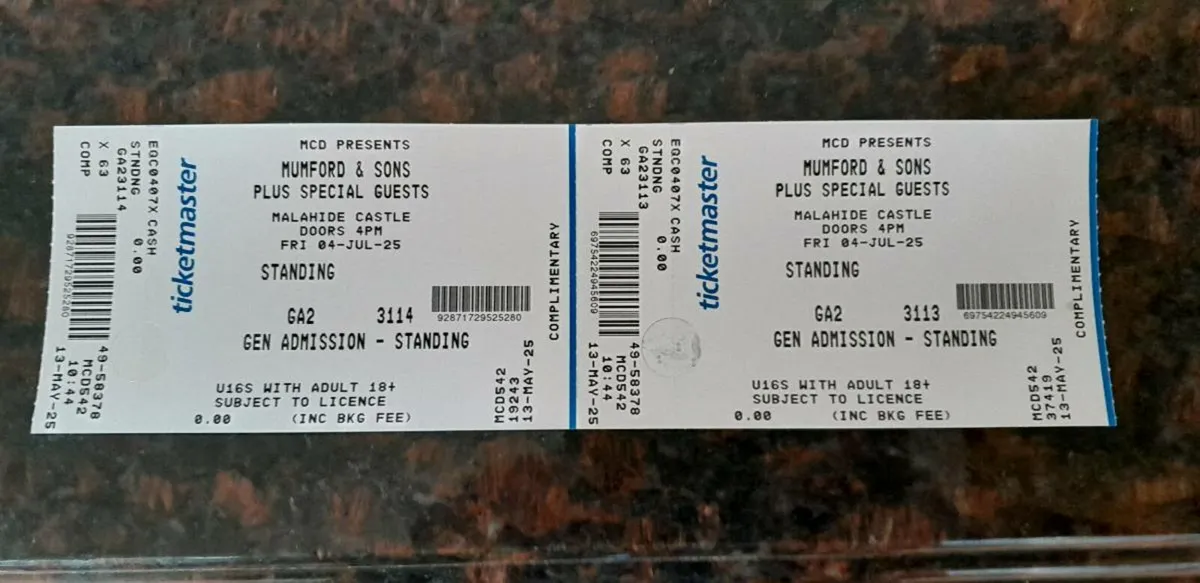 COMP
X 63
GA23114
STNDNG
EGC0407X CASH
0.00
92871729525280
13-MAY-25
10:44
MCD542
49-58378
ticketmaster
MCD PRESENTS
MUMFORD & SONS
PLUS SPECIAL GUESTS
MALAHIDE CASTLE
DOORS 4PM
FRI 04-JUL-25
STANDING
GA2 3114
GEN ADMISSION - STANDING
U16S WITH ADULT 18+
SUBJECT TO LICENCE
0.00 (INC BKG FEE)
92871729525280
MCD542
19243
13-MAY-25
COMPLIMENTARY
COMP
X 63
GA23113
STNDNG
EGC0407X CASH
0.00
69754224945609
13-MAY-25
10:44
MCD542
49-58378
ticketmaster
MCD PRESENTS
MUMFORD & SONS
PLUS SPECIAL GUESTS
MALAHIDE CASTLE
DOORS 4PM
FRI 04-JUL-25
STANDING
GA2 3113
GEN ADMISSION - STANDING
U16S WITH ADULT 18+
SUBJECT TO LICENCE
0.00 (INC BKG FEE)
69754224945609
MCD542
37419
13-MAY-25
COMPLIMENTARY